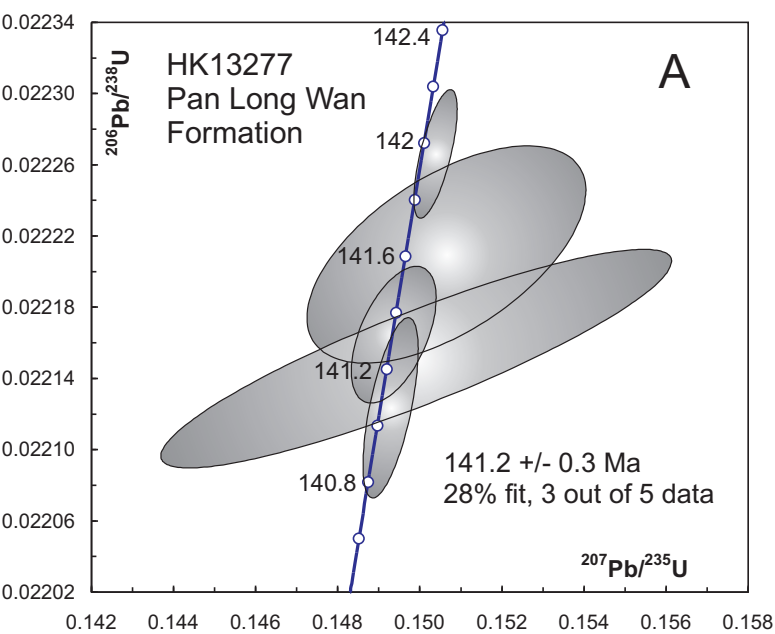 0.02234
0.02230
0.02226
0.02222
0.02218
0.02214
0.02210
0.02206
0.02202
206Pb/238U
HK13277
Pan Long Wan
Formation
A
142.4
142
141.6
141.2
140.8
141.2 +/- 0.3 Ma
28% fit, 3 out of 5 data
207Pb/235U
0.142 0.144 0.146 0.148 0.150 0.152 0.154 0.156 0.158